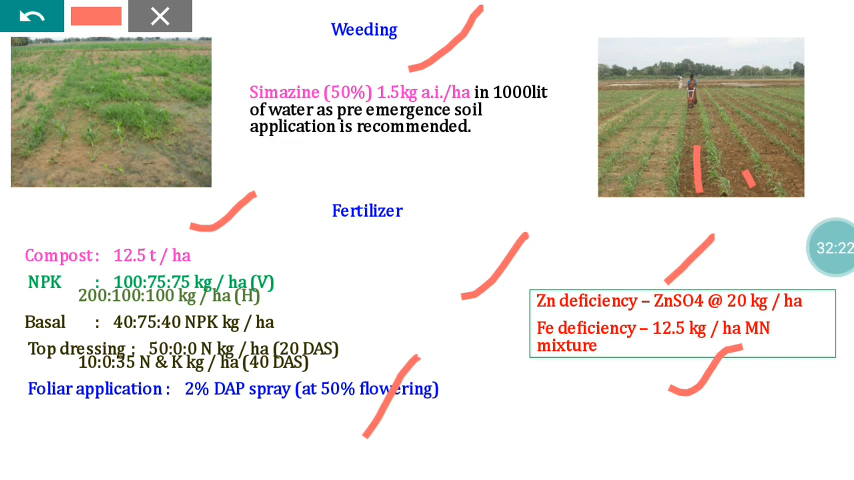 Weeding
Simazine (50%) 1.5kg a.i./ha in 1000lit
of water as pre emergence soil
application is recommended.
Fertilizer
Compost : 12.5 t / ha
NPK : 100:75:75 kg / ha (V)
200:100:100 kg / ha (H)
Basal : 40:75:40 NPK kg / ha
Top dressing : 50:0:0 N kg / ha (20 DAS)
10:0:35 N & K kg / ha (40 DAS)
Foliar application : 2% DAP spray (at 50% flowering)
Zn deficiency – ZnSO4 @ 20 kg / ha
Fe deficiency – 12.5 kg / ha MN
mixture
32:22